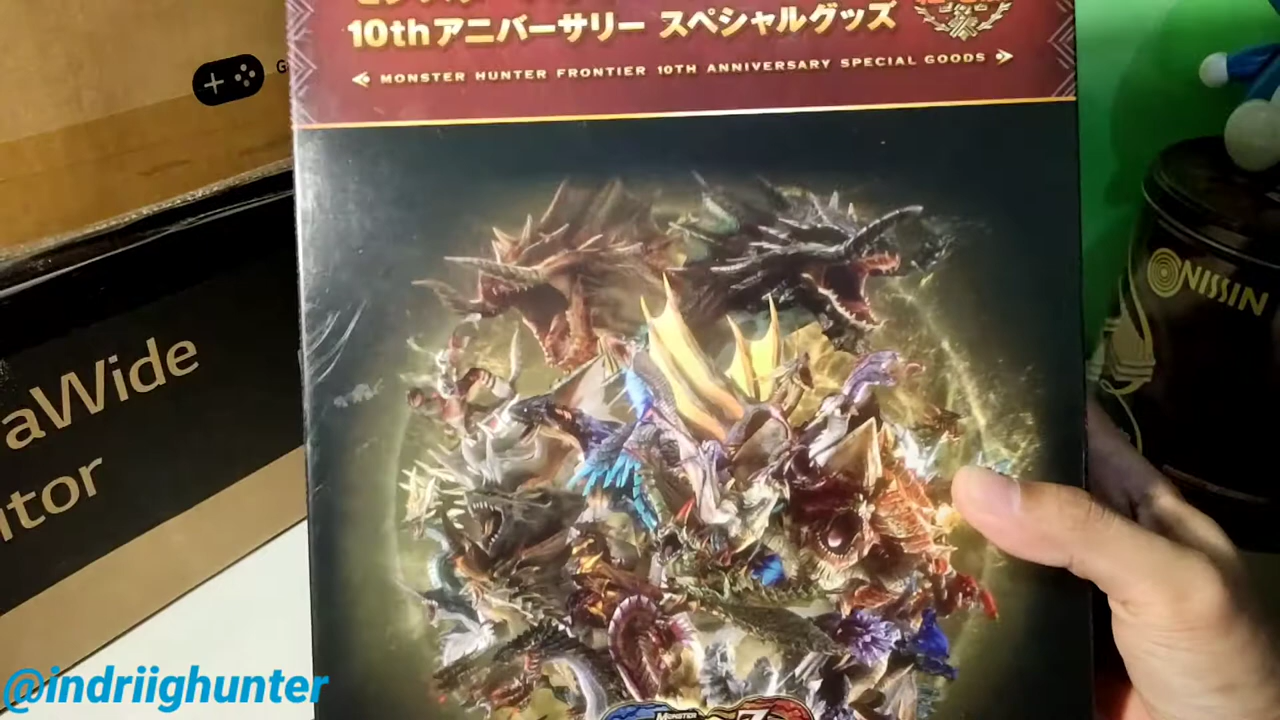 10thアニバーサリー スペシャルグッズ
MONSTER HUNTER FRONTIER 10TH ANNIVERSARY SPECIAL GOODS
G
NISSIN
aWide
itor
MONSTER
Z
@indriighunter